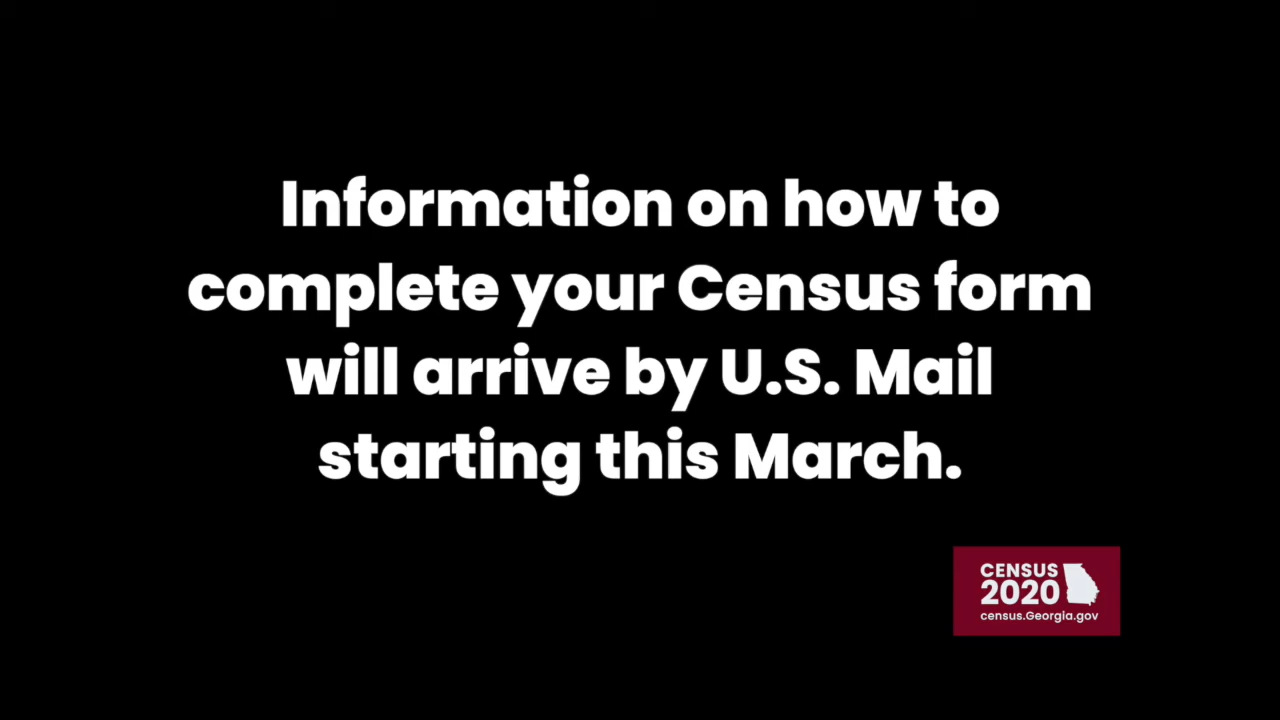 Information on how to
complete your Census form
will arrive by U.S. Mail
starting this March.
CENSUS
2020
census.Georgia.gov